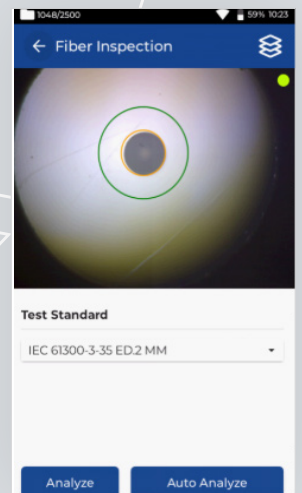 1048/2500 59% 10:23
Fiber Inspection
Test Standard
IEC 61300-3-35 ED.2 MM
Analyze Auto Analyze